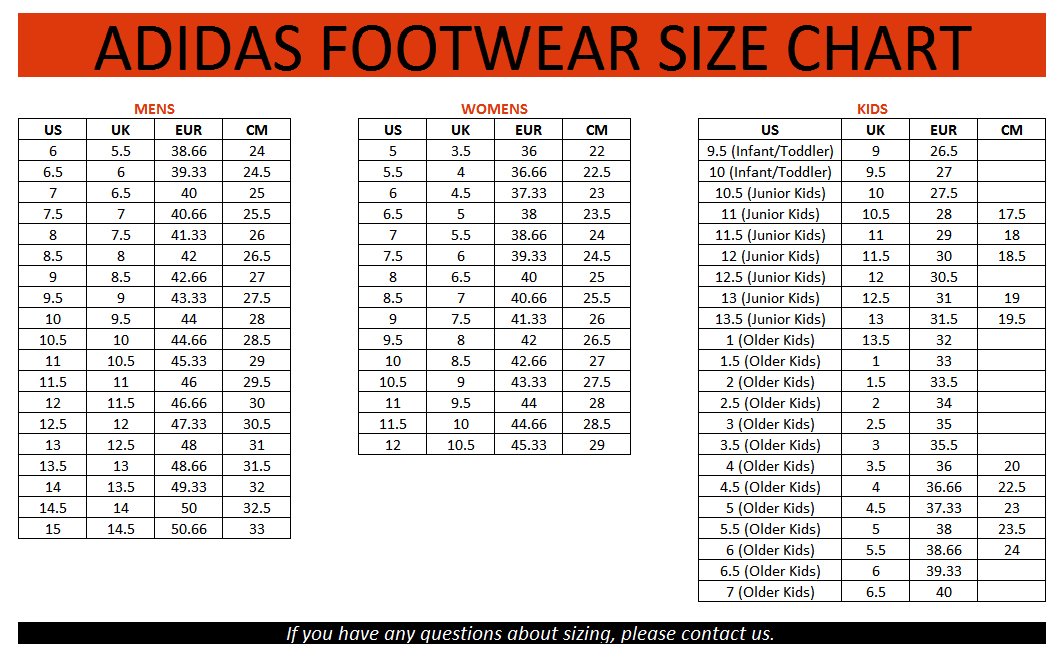 ADIDAS FOOTWEAR SIZE CHART
MENS
US UK EUR CM
6 5.5 38.66 24
6.5 6 39.33 24.5
7 6.5 40 25
7.5 7 40.66 25.5
8 7.5 41.33 26
8.5 8 42 26.5
9 8.5 42.66 27
9.5 9 43.33 27.5
10 9.5 44 28
10.5 10 44.66 28.5
11 10.5 45.33 29
11.5 11 46 29.5
12 11.5 46.66 30
12.5 12 47.33 30.5
13 12.5 48 31
13.5 13 48.66 31.5
14 13.5 49.33 32
14.5 14 50 32.5
15 14.5 50.66 33
WOMENS
US UK EUR CM
5 3.5 36 22
5.5 4 36.66 22.5
6 4.5 37.33 23
6.5 5 38 23.5
7 5.5 38.66 24
7.5 6 39.33 24.5
8 6.5 40 25
8.5 7 40.66 25.5
9 7.5 41.33 26
9.5 8 42 26.5
10 8.5 42.66 27
10.5 9 43.33 27.5
11 9.5 44 28
11.5 10 44.66 28.5
12 10.5 45.33 29
KIDS
US UK EUR CM
9.5 (Infant/Toddler) 9 26.5
10 (Infant/Toddler) 9.5 27
10.5 (Junior Kids) 10 27.5
11 (Junior Kids) 10.5 28 17.5
11.5 (Junior Kids) 11 29 18
12 (Junior Kids) 11.5 30 18.5
12.5 (Junior Kids) 12 30.5
13 (Junior Kids) 12.5 31 19
13.5 (Junior Kids) 13 31.5 19.5
1 (Older Kids) 13.5 32
1.5 (Older Kids) 1 33
2 (Older Kids) 1.5 33.5
2.5 (Older Kids) 2 34
3 (Older Kids) 2.5 35
3.5 (Older Kids) 3 35.5
4 (Older Kids) 3.5 36 20
4.5 (Older Kids) 4 36.66 22.5
5 (Older Kids) 4.5 37.33 23
5.5 (Older Kids) 5 38 23.5
6 (Older Kids) 5.5 38.66 24
6.5 (Older Kids) 6 39.33
7 (Older Kids) 6.5 40
If you have any questions about sizing, please contact us.